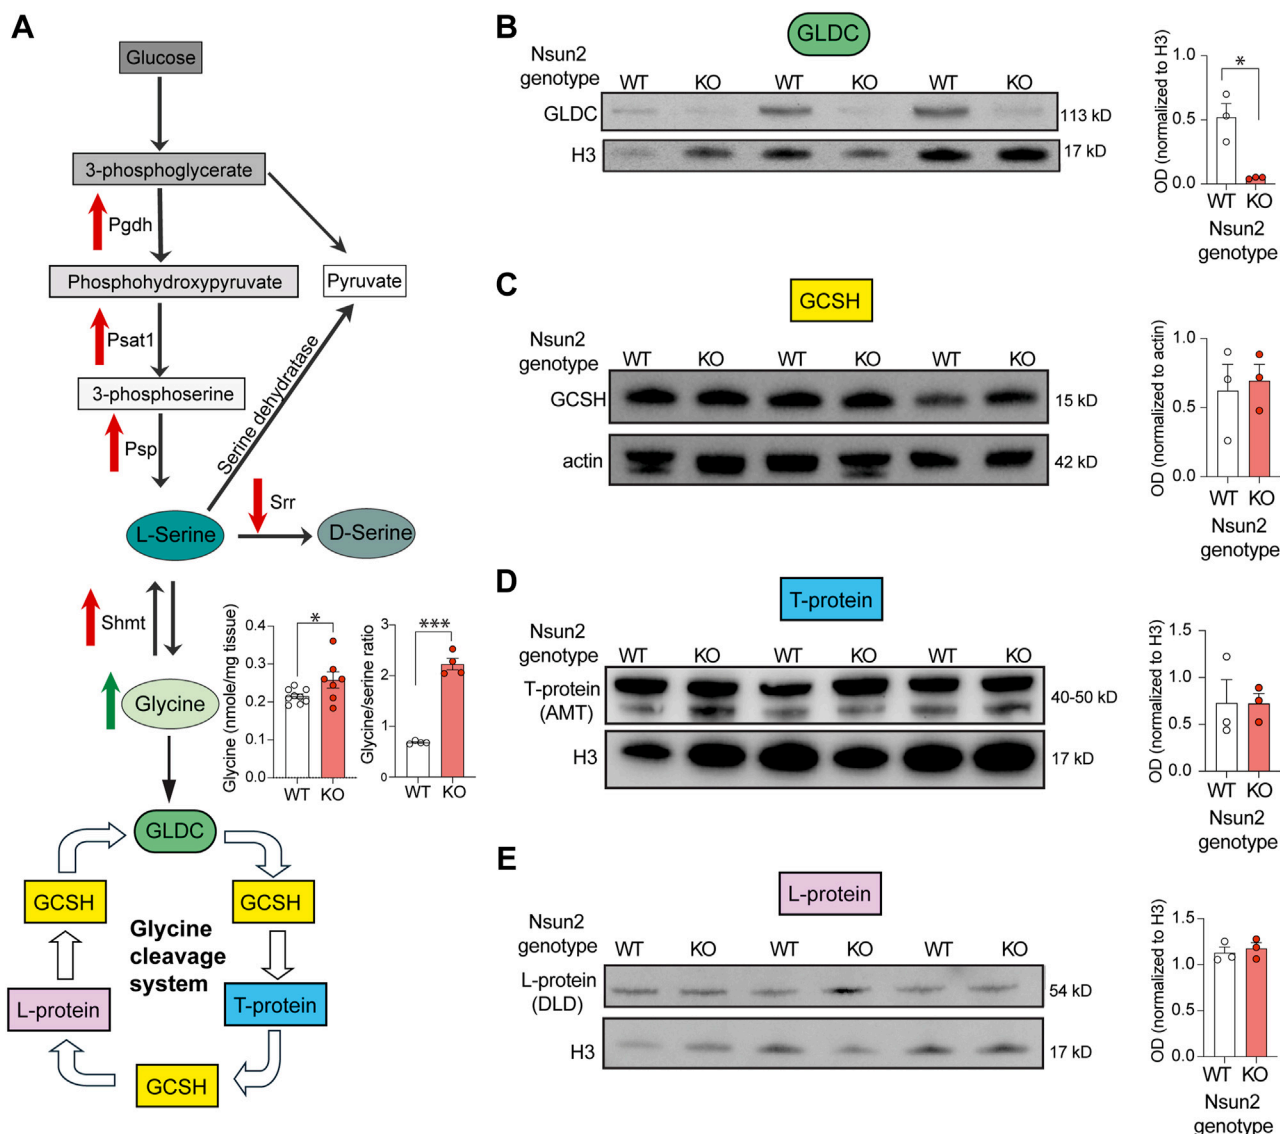 A
Glucose
3-phosphoglycerate
Pgdh
Phosphohydroxypyruvate
Pyruvate
Psat1
3-phosphoserine
Serine dehydratase
Psp
Srr
L-Serine
D-Serine
Shmt
Glycine
Glycine (nmole/mg tissue)
0.4
0.3
0.2
0.1
0.0
*
WT KO
Glycine/serine ratio
3
2
1
0
***
WT KO
GLDC
GCSH
GCSH
Glycine
cleavage
system
L-protein
T-protein
GCSH
B
GLDC
Nsun2
genotype
WT KO WT KO WT KO
GLDC
113 kD
H3
17 kD
OD (normalized to H3)
1.0
0.5
0.0
*
WT KO
Nsun2
genotype
C
GCSH
Nsun2
genotype
WT KO WT KO WT KO
GCSH
15 kD
actin
42 kD
OD (normalized to actin)
1.0
0.5
0.0
WT KO
Nsun2
genotype
D
T-protein
Nsun2
genotype
WT KO WT KO WT KO
T-protein
(AMT)
40-50 kD
H3
17 kD
OD (normalized to H3)
1.5
1.0
0.5
0.0
WT KO
Nsun2
genotype
E
L-protein
Nsun2
genotype
WT KO WT KO WT KO
L-protein
(DLD)
54 kD
H3
17 kD
OD (normalized to H3)
1.5
1.0
0.5
0.0
WT KO
Nsun2
genotype